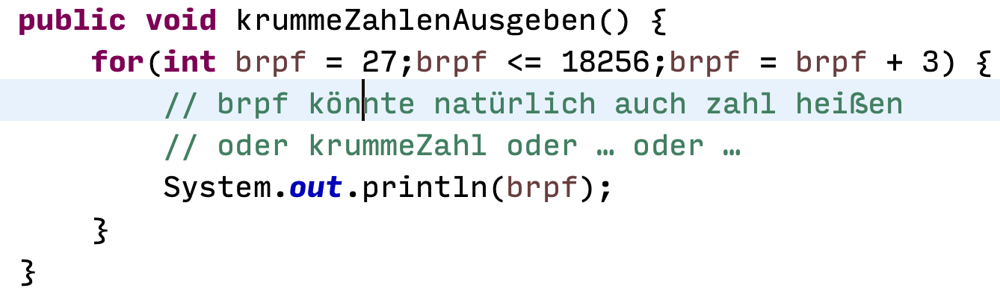 public void krummeZahlenAusgeben() {
    for(int brpf = 27;brpf <= 18256;brpf = brpf + 3) {
        // brpf könnte natürlich auch zahl heißen
        // oder krummeZahl oder … oder …
        System.out.println(brpf);
    }
}